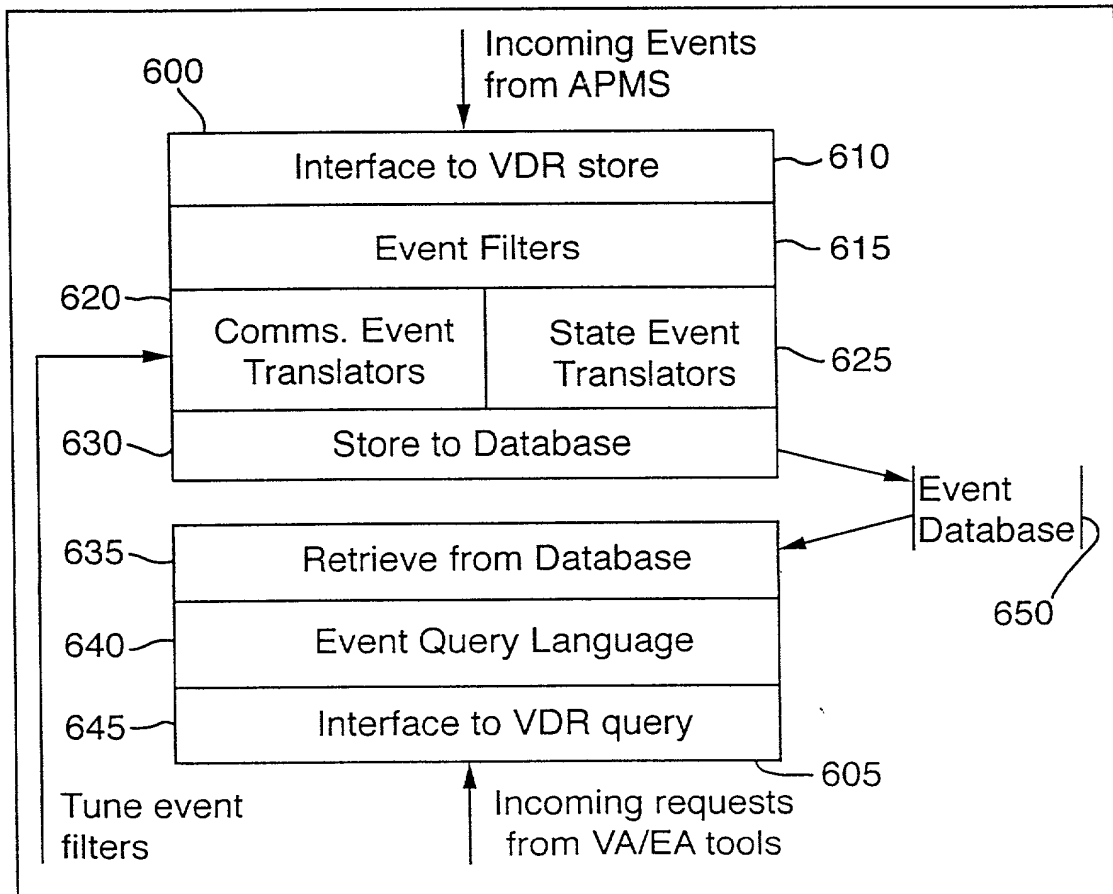 Incoming Events
from APMS
600
Interface to VDR store
610
Event Filters
615
620
Comms. Event
Translators
State Event
Translators
625
630
Store to Database
Event
Database
650
635
Retrieve from Database
640
Event Query Language
645
Interface to VDR query
605
Tune event
filters
Incoming requests
from VA/EA tools